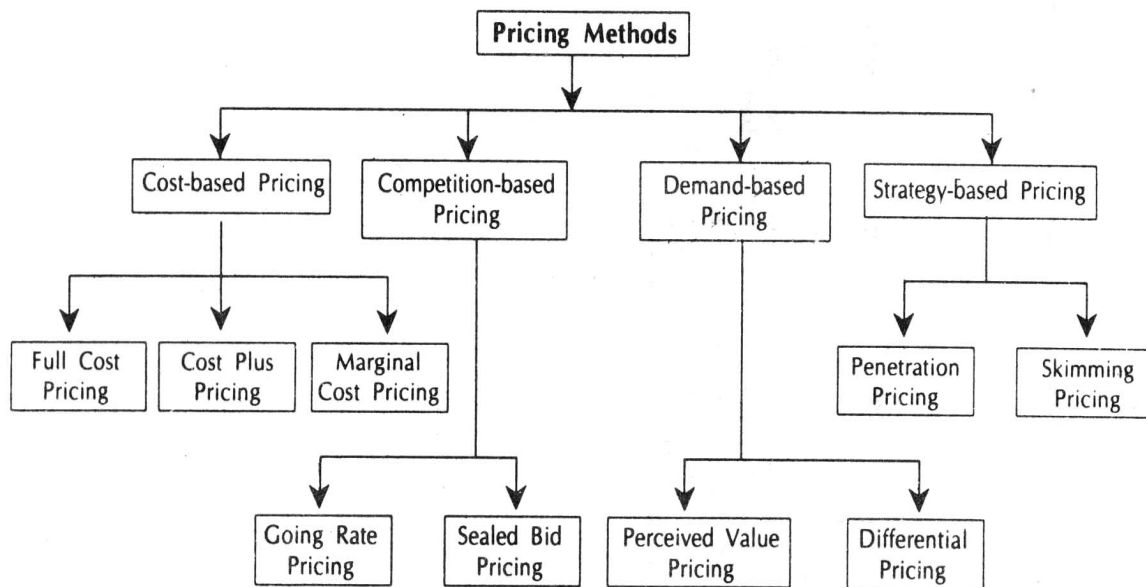 Pricing Methods
Cost-based Pricing
Competition-based
Pricing
Demand-based
Pricing
Strategy-based Pricing
Full Cost
Pricing
Cost Plus
Pricing
Marginal
Cost Pricing
Penetration
Pricing
Skimming
Pricing
Going Rate
Pricing
Sealed Bid
Pricing
Perceived Value
Pricing
Differential
Pricing